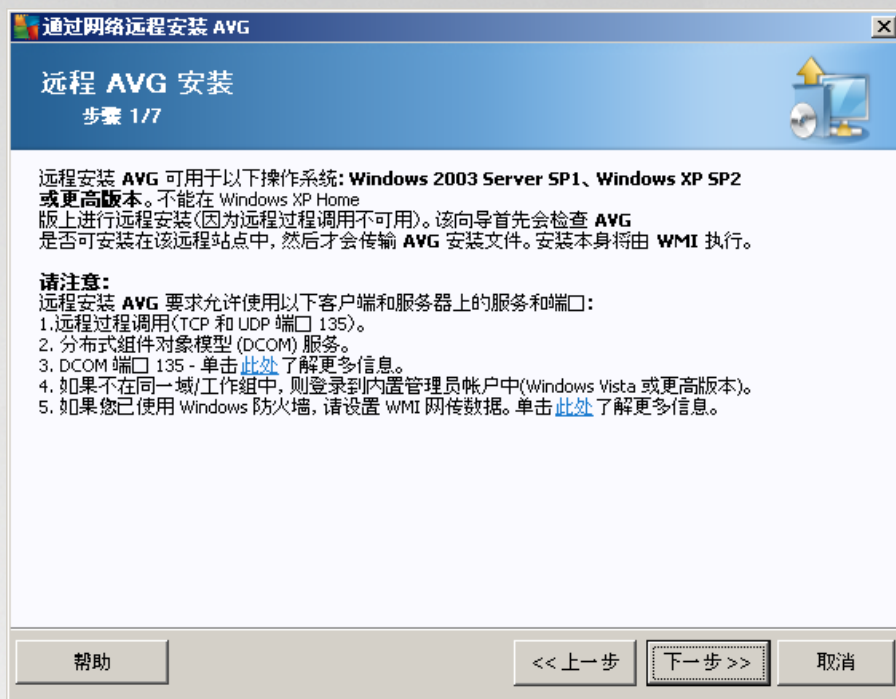 通过网络远程安装 AVG
远程 AVG 安装
步骤 1/7
远程安装 AVG 可用于以下操作系统: Windows 2003 Server SP1、Windows XP SP2
或更高版本。不能在 Windows XP Home
版上进行远程安装(因为远程过程调用不可用)。该向导首先会检查 AVG
是否可安装在该远程站点中, 然后才会传输 AVG 安装文件。安装本身将由 WMI 执行。
请注意:
远程安装 AVG 要求允许使用以下客户端和服务器上的服务和端口:
1.远程过程调用(TCP 和 UDP 端口 135)。
2. 分布式组件对象模型 (DCOM) 服务。
3. DCOM 端口 135 - 单击 此处 了解更多信息。
4. 如果不在同一域/工作组中, 则登录到内置管理员帐户中(Windows Vista 或更高版本)。
5. 如果您已使用 Windows 防火墙, 请设置 WMI 网传数据。单击 此处 了解更多信息。
帮助
<< 上一步
下一步 >>
取消